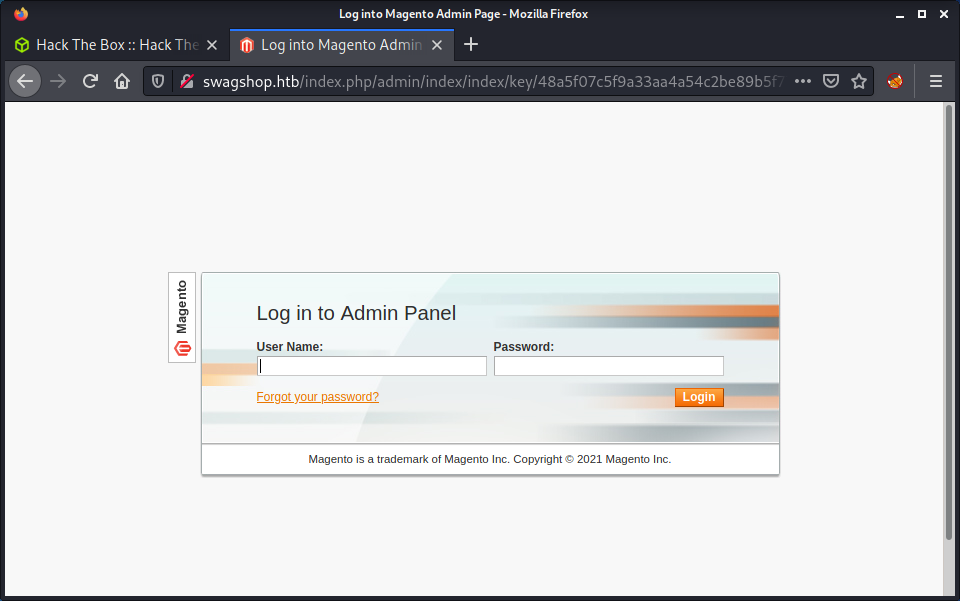 Log into Magento Admin Page - Mozilla Firefox
Hack The Box :: Hack The
Log into Magento Admin
swagshop.htb/index.php/admin/index/index/key/48a5f07c5f9a33aa4a54c2be89b5f7
Magento
Log in to Admin Panel
User Name: Password:
Forgot your password? Login
Magento is a trademark of Magento Inc. Copyright © 2021 Magento Inc.